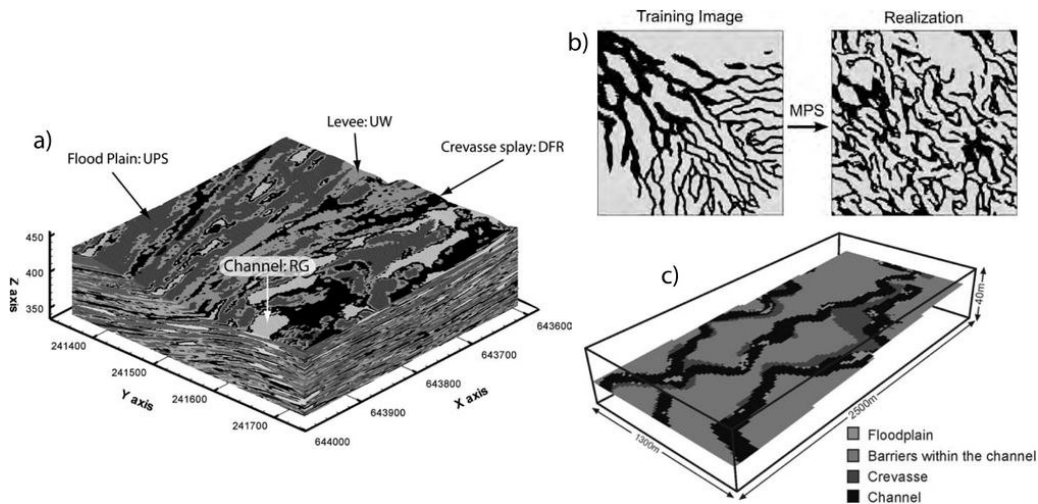 a)
Flood Plain: UPS
Levee: UW
Crevasse splay: DFR
Channel: RG
Z axis
450
400
350
241400
241500
241600
241700
Y axis
644000
643900
643800
643700
643600
X axis
b)
Training Image
Realization
MPS
c)
40m
1300m
2500m
Floodplain
Barriers within the channel
Crevasse
Channel